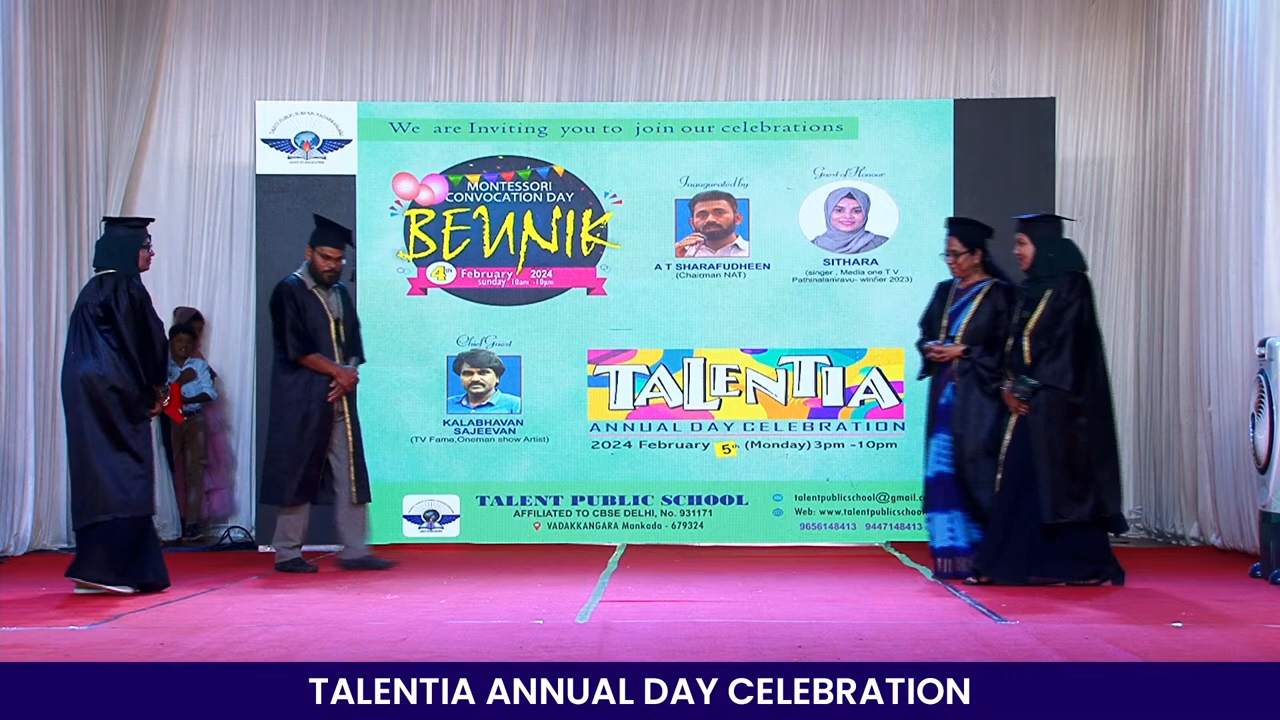 We are Inviting you to join our celebrations
MONTESSORI
CONVOCATION DAY
BEUNIK
4th February 2024
sunday 10am -10pm
Inaugurated by
A T SHARAFUDHEEN
(Chairman NAT)
Guest of Honour
SITHARA
(singer , Media one T V
Pathinalamravu- winner 2023)
Chief Guest
KALABHAVAN
SAJEEVAN
(TV Fame,Oneman show Artist)
TALENTIA
ANNUAL DAY CELEBRATION
2024 February 5th (Monday) 3pm -10pm
TALENT PUBLIC SCHOOL
AFFILIATED TO CBSE DELHI, No. 931171
VADAKKANGARA Mankada - 679324
talentpublicschool@gmail.c
Web: www.talentpublicschool
9656148413 9447148413
TALENTIA ANNUAL DAY CELEBRATION